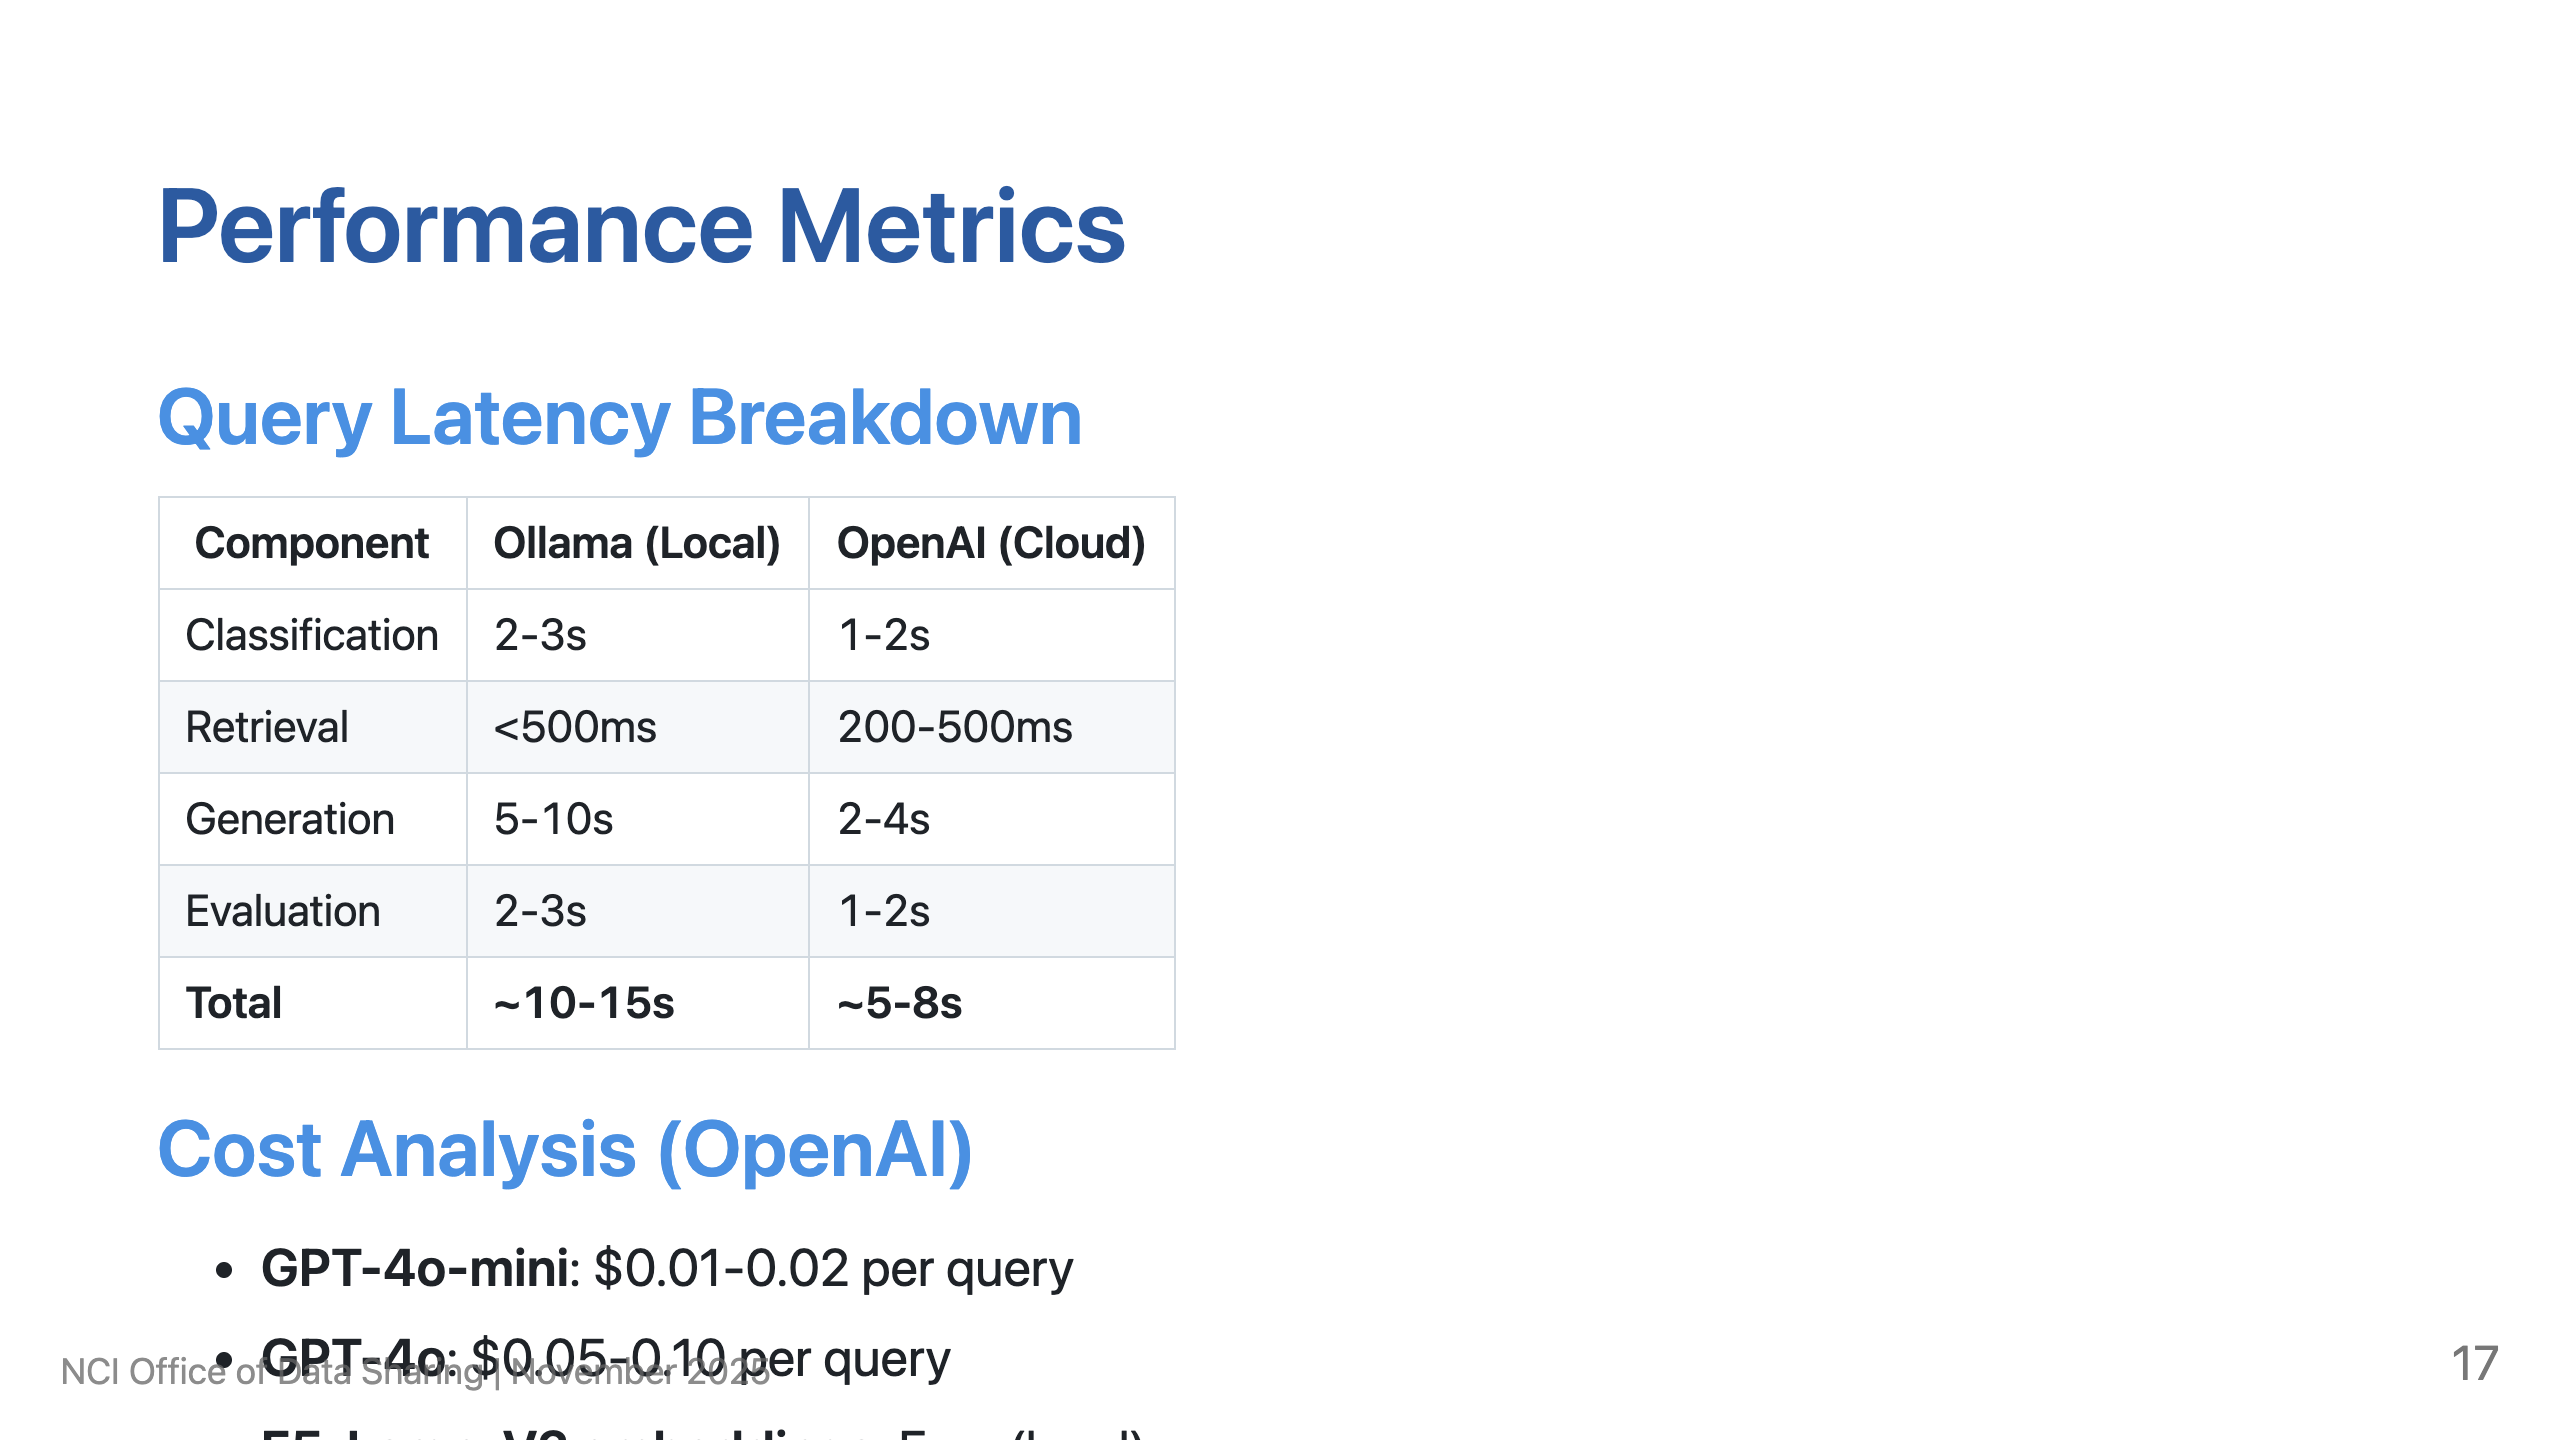 Performance Metrics
Query Latency Breakdown
Component Ollama (Local) OpenAI (Cloud)
Classification 2-3s 1-2s
Retrieval <500ms 200-500ms
Generation 5-10s 2-4s
Evaluation 2-3s 1-2s
Total ~10-15s ~5-8s
Cost Analysis (OpenAI)
• GPT-4o-mini: $0.01-0.02 per query
• GPT-4o: $0.05-0.10 per query
NCI Office of Data Sharing | November 2025
17